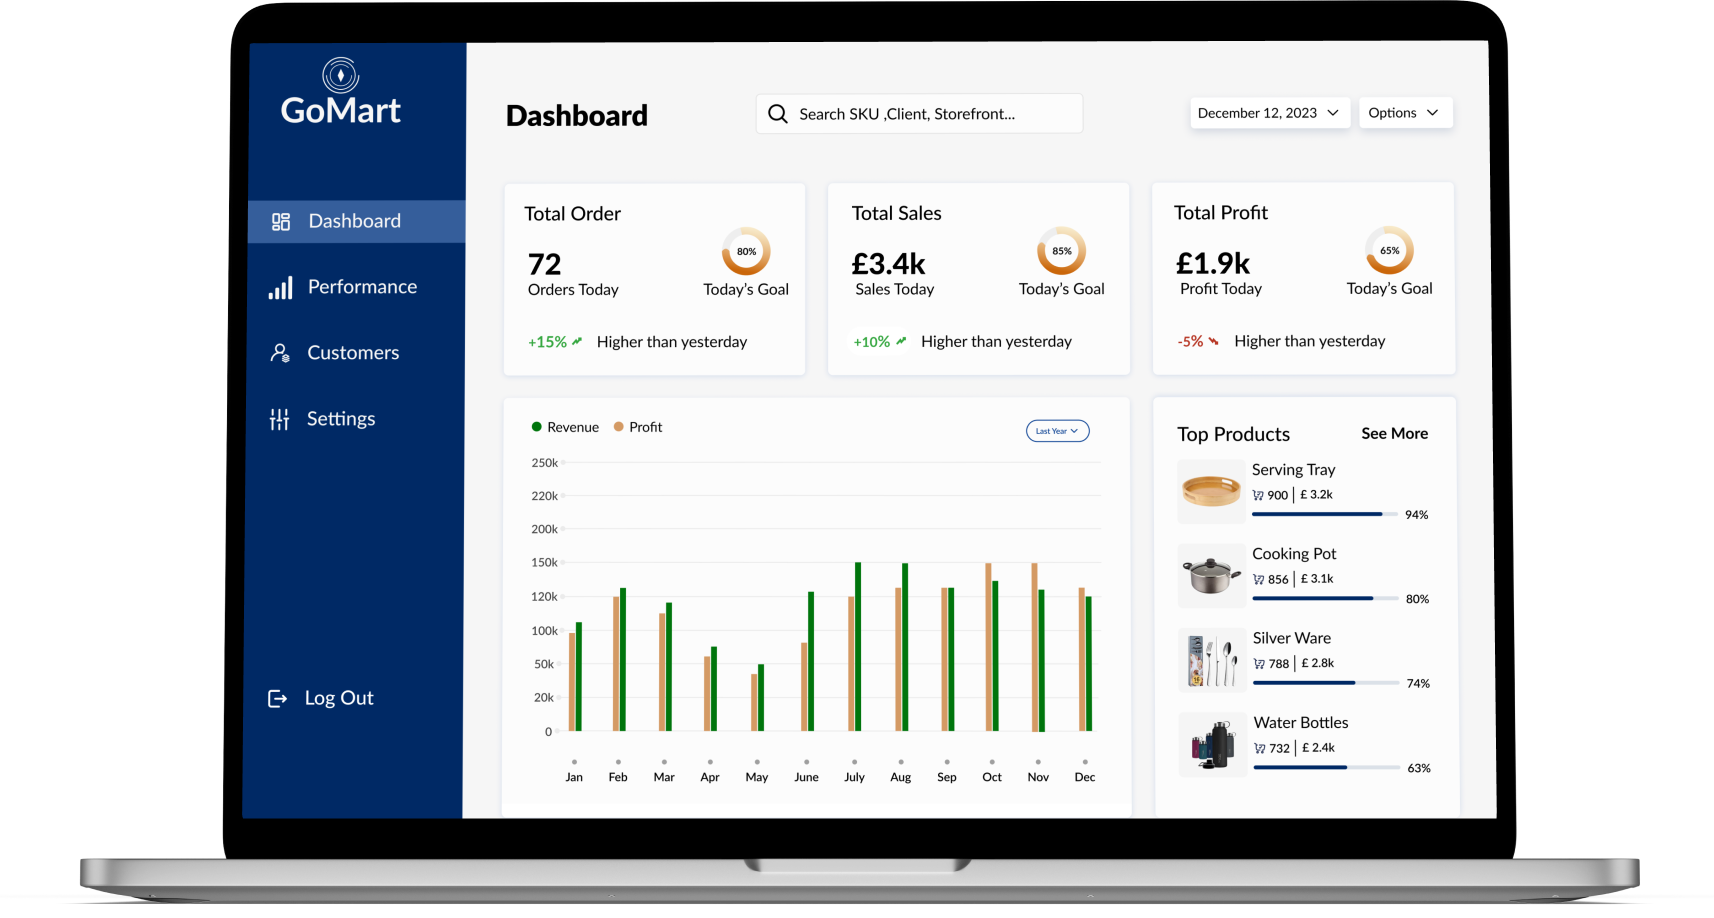 GoMart
Dashboard
Performance
Customers
Settings
Log Out
Dashboard
Search SKU ,Client, Storefront...
December 12, 2023
Options
Total Order
72
Orders Today
80%
Today's Goal
+15%
Higher than yesterday
Total Sales
£3.4k
Sales Today
85%
Today's Goal
+10%
Higher than yesterday
Total Profit
£1.9k
Profit Today
65%
Today's Goal
-5%
Higher than yesterday
Revenue
Profit
Last Year
250k
220k
200k
150k
120k
100k
50k
20k
0
Jan Feb Mar Apr May June July Aug Sep Oct Nov Dec
Top Products
See More
Serving Tray
900 | £ 3.2k
94%
Cooking Pot
856 | £ 3.1k
80%
Silver Ware
788 | £ 2.8k
74%
Water Bottles
732 | £ 2.4k
63%